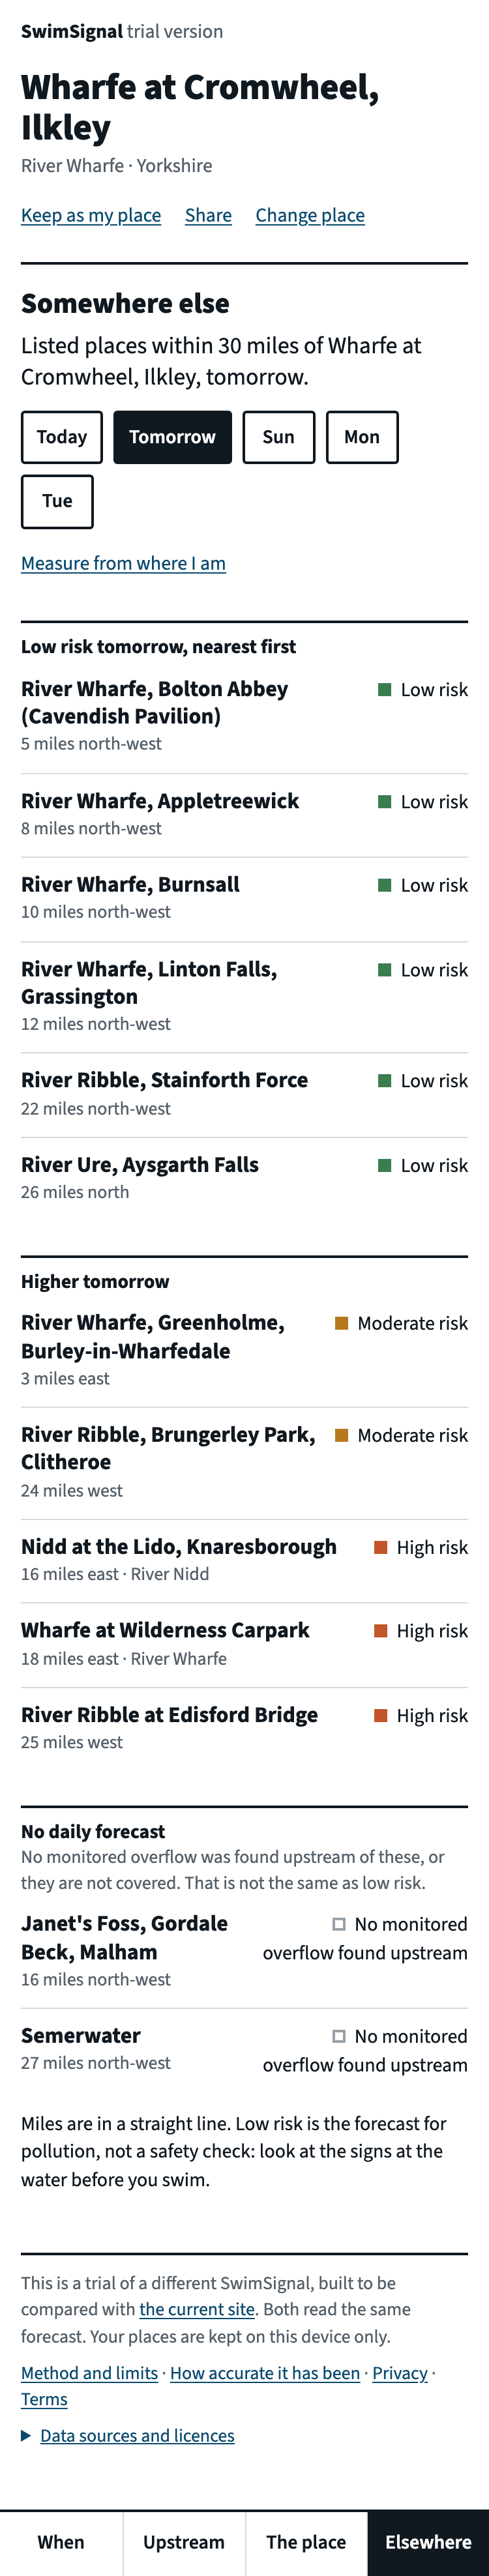 SwimSignal trial version
Wharfe at Cromwheel,
Ilkley
River Wharfe · Yorkshire
Keep as my place Share Change place
Somewhere else
Listed places within 30 miles of Wharfe at
Cromwheel, Ilkley, tomorrow.
Today Tomorrow Sun Mon
Tue
Measure from where I am
Low risk tomorrow, nearest first
River Wharfe, Bolton Abbey Low risk
(Cavendish Pavilion)
5 miles north-west
River Wharfe, Appletreewick Low risk
8 miles north-west
River Wharfe, Burnsall Low risk
10 miles north-west
River Wharfe, Linton Falls, Low risk
Grassington
12 miles north-west
River Ribble, Stainforth Force Low risk
22 miles north-west
River Ure, Aysgarth Falls Low risk
26 miles north
Higher tomorrow
River Wharfe, Greenholme, Moderate risk
Burley-in-Wharfedale
3 miles east
River Ribble, Brungerley Park, Moderate risk
Clitheroe
24 miles west
Nidd at the Lido, Knaresborough High risk
16 miles east · River Nidd
Wharfe at Wilderness Carpark High risk
18 miles east · River Wharfe
River Ribble at Edisford Bridge High risk
25 miles west
No daily forecast
No monitored overflow was found upstream of these, or
they are not covered. That is not the same as low risk.
Janet's Foss, Gordale No monitored
Beck, Malham overflow found upstream
16 miles north-west
Semerwater No monitored
27 miles north-west overflow found upstream
Miles are in a straight line. Low risk is the forecast for
pollution, not a safety check: look at the signs at the
water before you swim.
This is a trial of a different SwimSignal, built to be
compared with the current site. Both read the same
forecast. Your places are kept on this device only.
Method and limits · How accurate it has been · Privacy ·
Terms
Data sources and licences
When Upstream The place Elsewhere